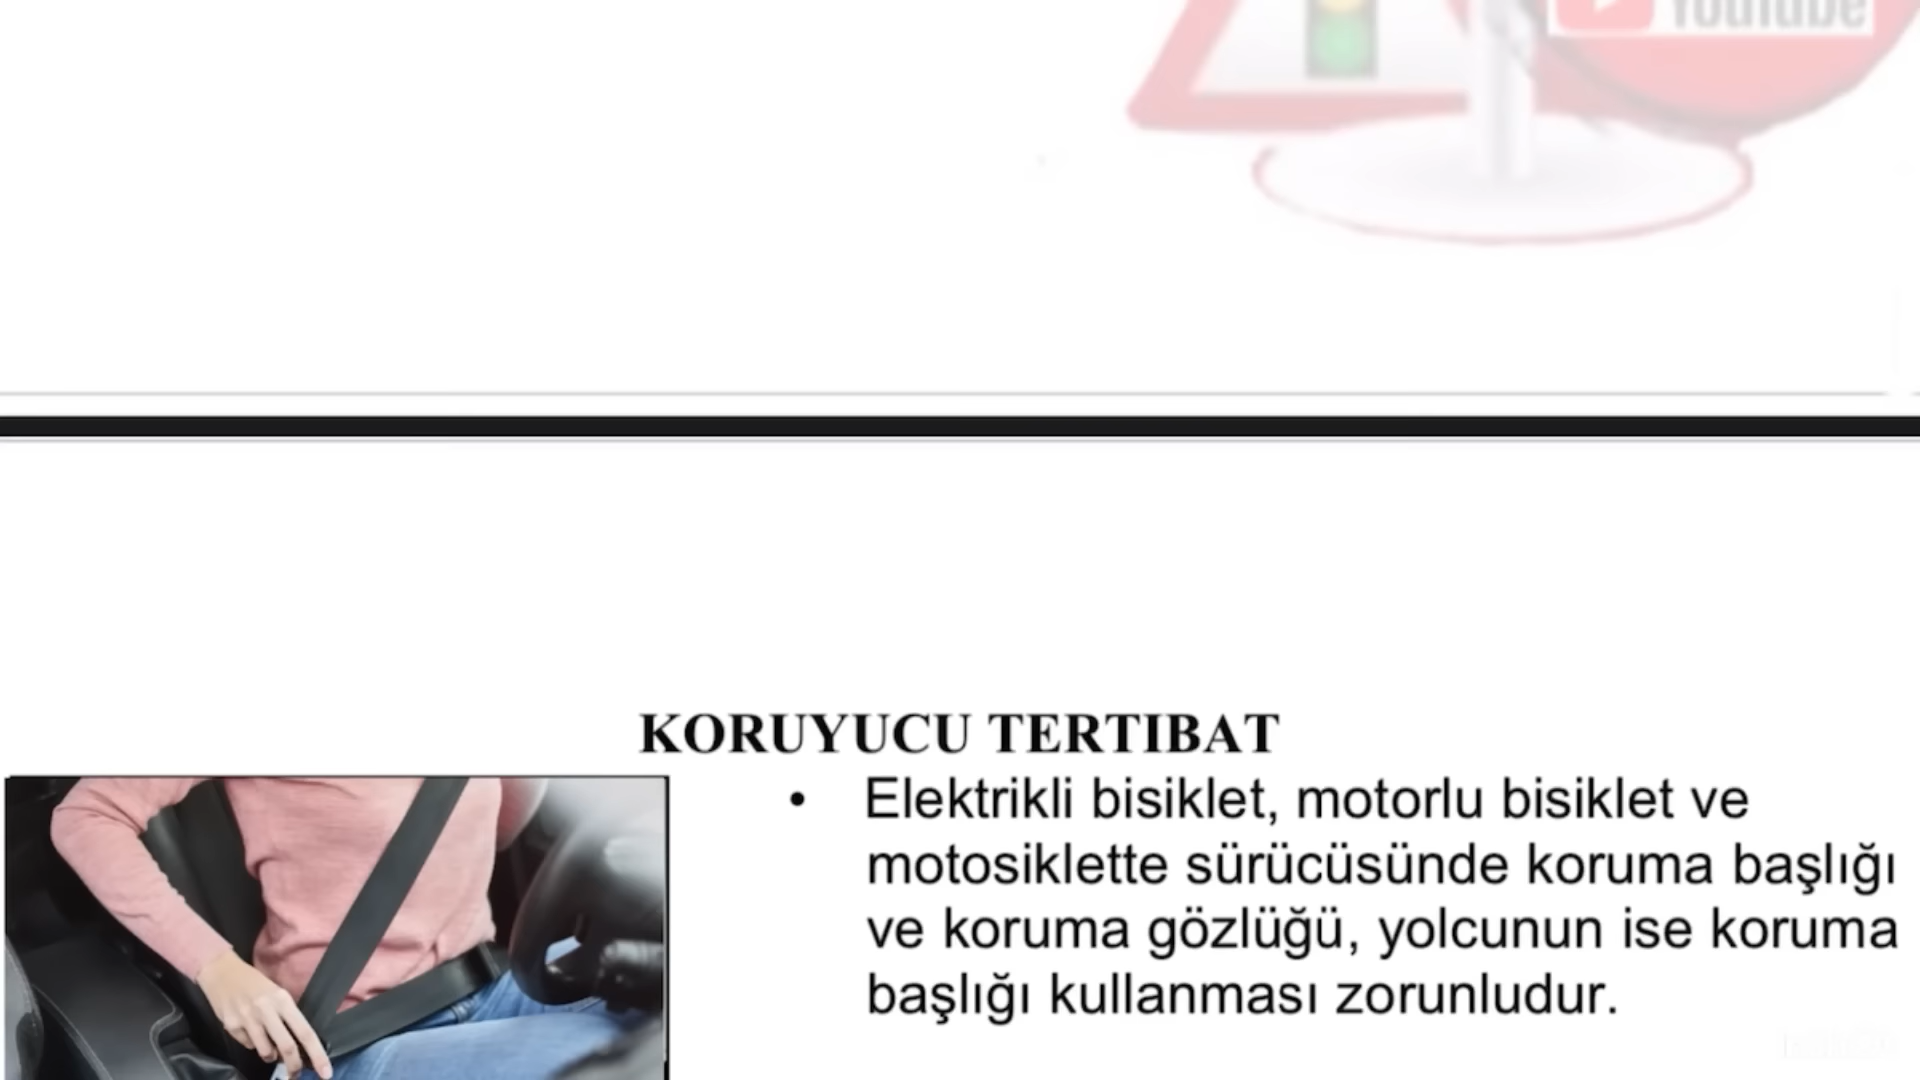 YouTube
KORUYUCU TERTIBAT
• Elektrikli bisiklet, motorlu bisiklet ve
motosiklette sürücüsünde koruma başlığı
ve koruma gözlüğü, yolcunun ise koruma
başlığı kullanması zorunludur.